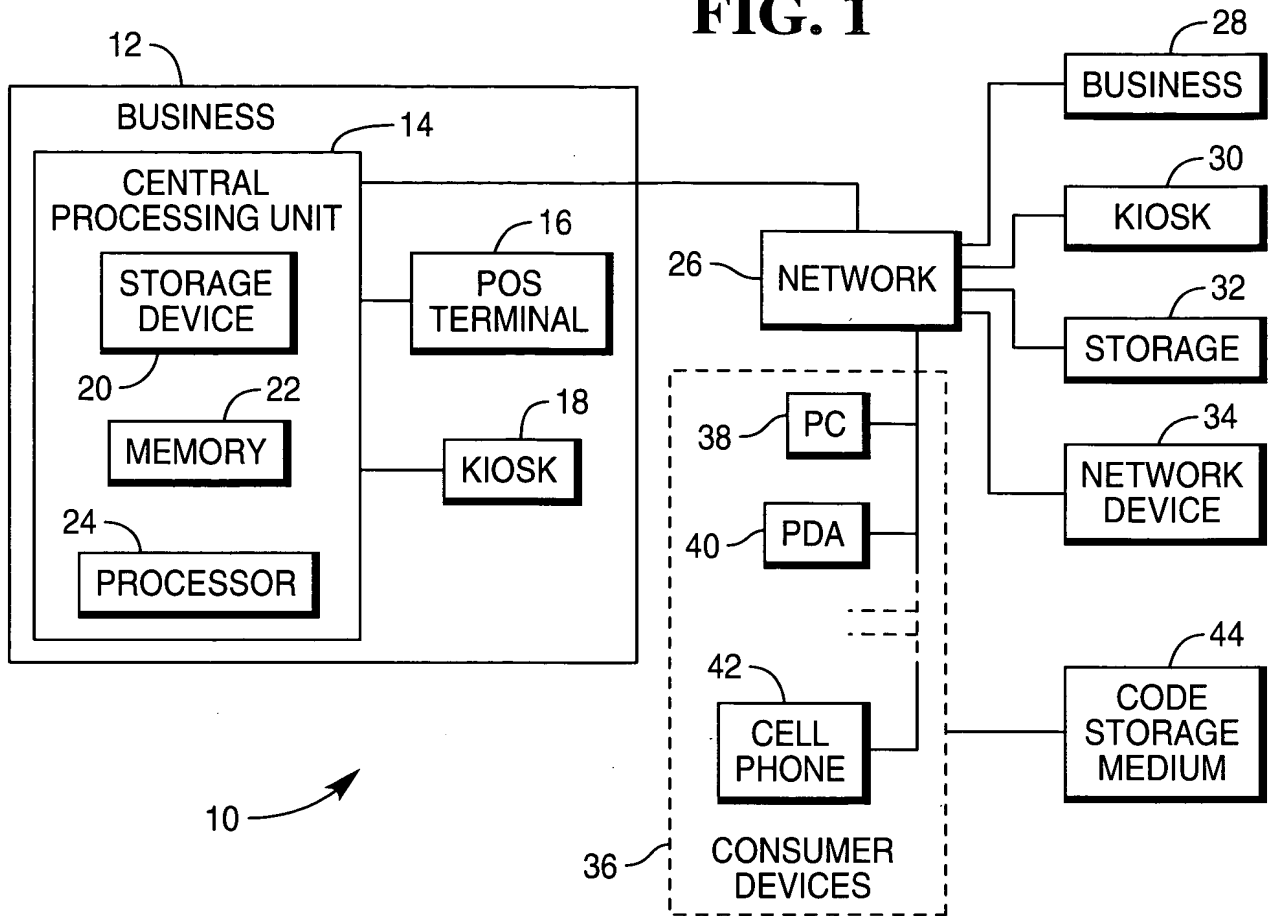 FIG. 1
12
BUSINESS
14
CENTRAL
PROCESSING UNIT
STORAGE
DEVICE
20
22
MEMORY
24
PROCESSOR
16
POS
TERMINAL
18
KIOSK
10
26
NETWORK
28
BUSINESS
30
KIOSK
32
STORAGE
34
NETWORK
DEVICE
38
PC
40
PDA
42
CELL
PHONE
36
CONSUMER
DEVICES
44
CODE
STORAGE
MEDIUM